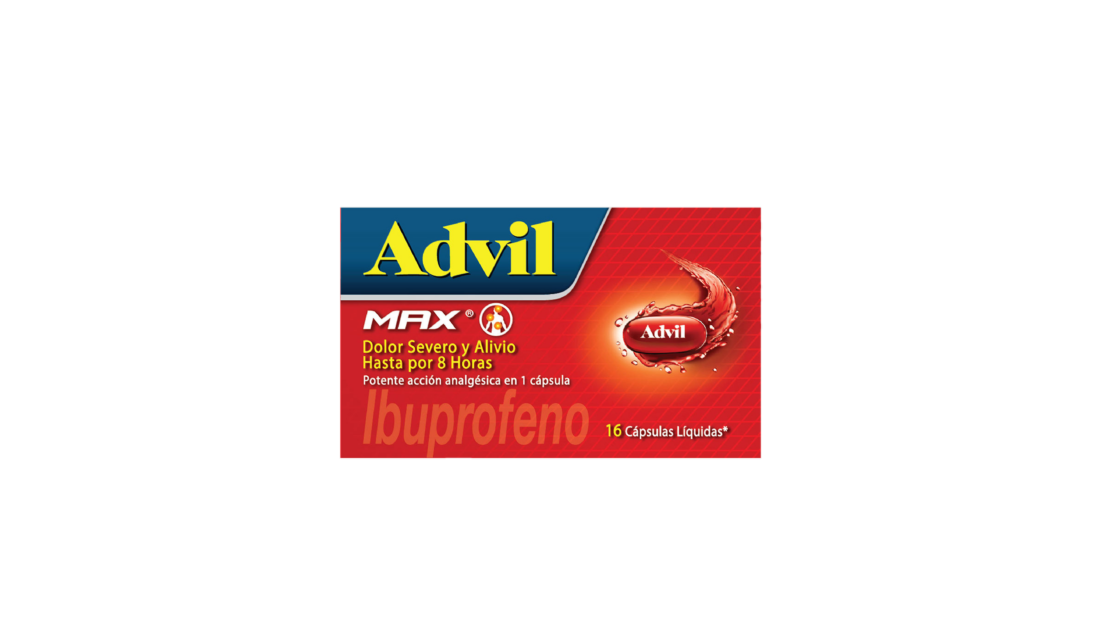 Advil
MAX®
Dolor Severo y Alivio
Hasta por 8 Horas
Potente acción analgésica en 1 cápsula
Ibuprofeno
Advil
16 Cápsulas Líquidas*